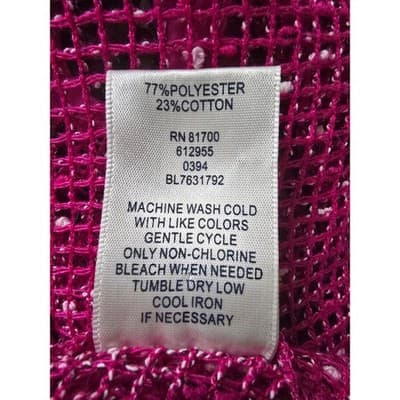 77%POLYESTER
23%COTTON
RN 81700
612955
0394
BL7631792
MACHINE WASH COLD
WITH LIKE COLORS
GENTLE CYCLE
ONLY NON-CHLORINE
BLEACH WHEN NEEDED
TUMBLE DRY LOW
COOL IRON
IF NECESSARY